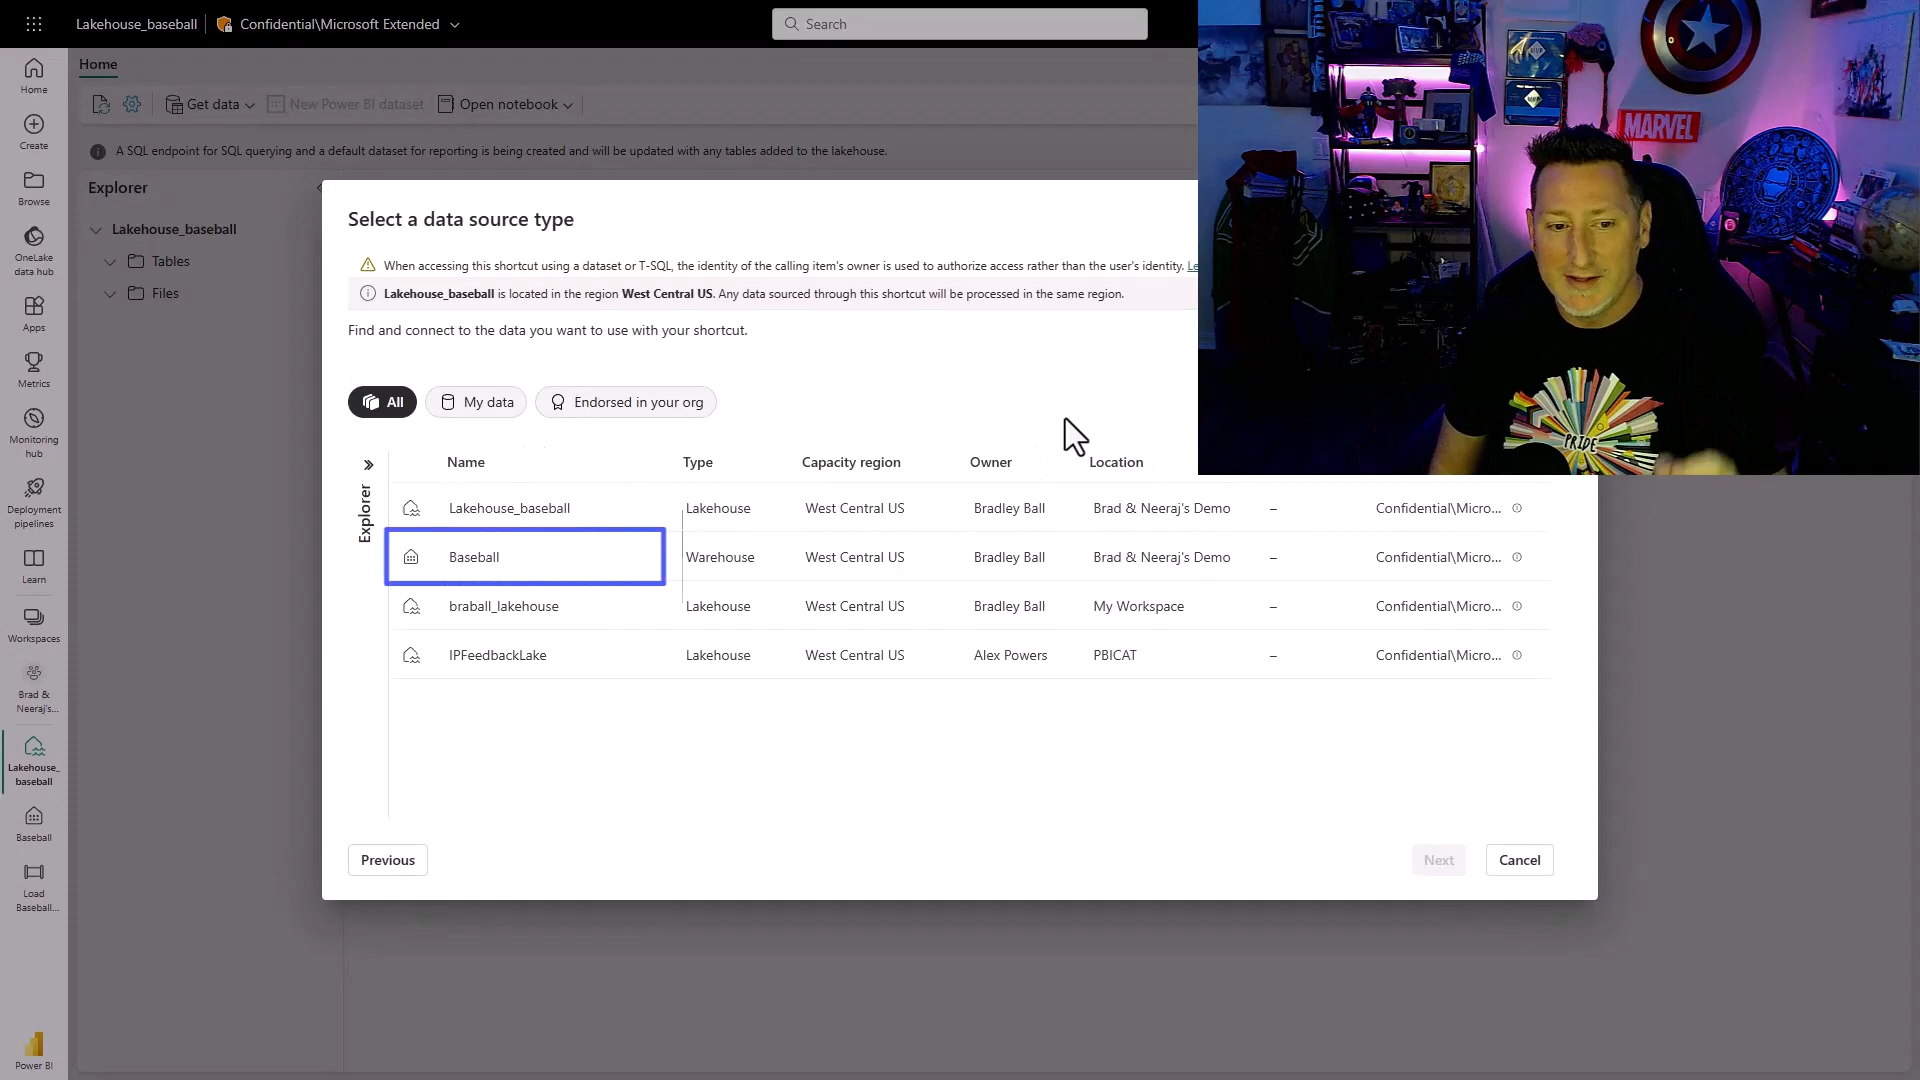 Lakehouse_baseball
Confidential\Microsoft Extended
Search
Home
Home
Get data
New Power BI dataset
Open notebook
A SQL endpoint for SQL querying and a default dataset for reporting is being created and will be updated with any tables added to the lakehouse.
Create
Browse
OneLake
data hub
Apps
Metrics
Monitoring
hub
Deployment
pipelines
Learn
Workspaces
Brad &
Neeraj's...
Lakehouse_
baseball
Baseball
Load
Baseball...
Power BI
Explorer
Lakehouse_baseball
Tables
Files
Select a data source type
When accessing this shortcut using a dataset or T-SQL, the identity of the calling item's owner is used to authorize access rather than the user's identity. Le
Lakehouse_baseball is located in the region West Central US. Any data sourced through this shortcut will be processed in the same region.
Find and connect to the data you want to use with your shortcut.
All
My data
Endorsed in your org
Explorer
Name Type Capacity region Owner Location
Lakehouse_baseball Lakehouse West Central US Bradley Ball Brad & Neeraj's Demo – Confidential\Micro...
Baseball Warehouse West Central US Bradley Ball Brad & Neeraj's Demo – Confidential\Micro...
braball_lakehouse Lakehouse West Central US Bradley Ball My Workspace – Confidential\Micro...
IPFeedbackLake Lakehouse West Central US Alex Powers PBICAT – Confidential\Micro...
Previous
Next
Cancel
MARVEL
PRIDE